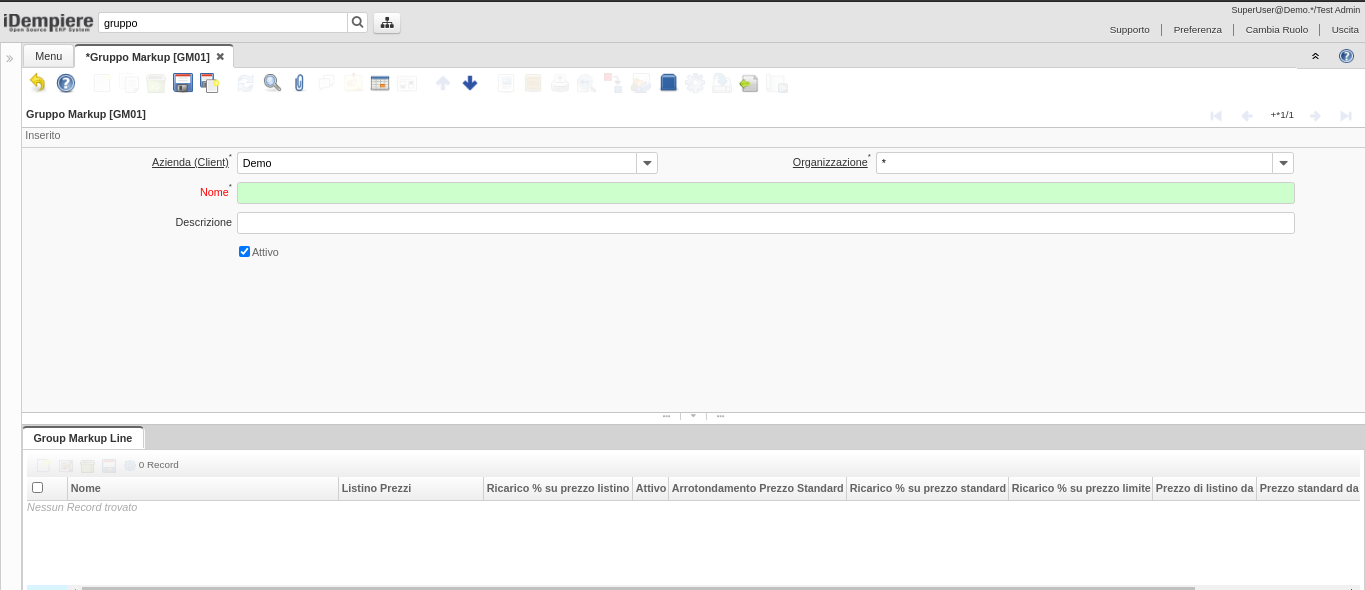 SuperUser@Demo.*/Test Admin
iDempiere
Open Source ERP System
gruppo
Supporto
Preferenza
Cambia Ruolo
Uscita
Menu
*Gruppo Markup [GM01]
Gruppo Markup [GM01]
+*1/1
Inserito
Azienda (Client)* Demo
Organizzazione* *
Nome*
Descrizione
Attivo
Group Markup Line
0 Record
Nome Listino Prezzi Ricarico % su prezzo listino Attivo Arrotondamento Prezzo Standard Ricarico % su prezzo standard Ricarico % su prezzo limite Prezzo di listino da Prezzo standard da
Nessun Record trovato